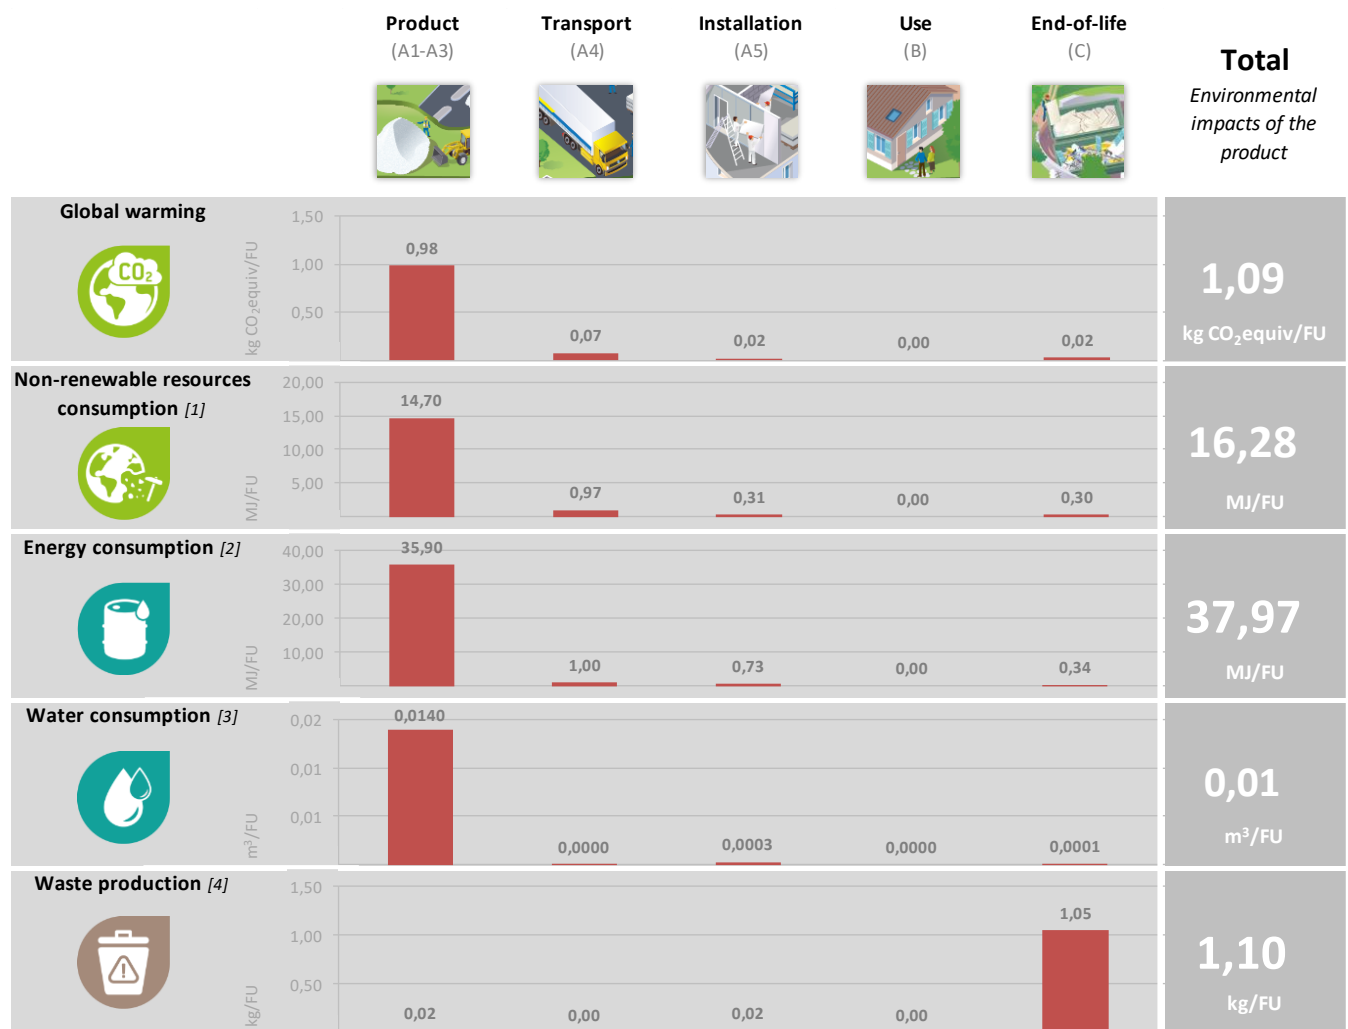 Product
(A1-A3)
Transport
(A4)
Installation
(A5)
Use
(B)
End-of-life
(C)
Total
Environmental
impacts of the
product
Global warming
CO2
kg CO2equiv/FU
1,50
1,00
0,50
0,98
0,07
0,02
0,00
0,02
1,09
kg CO2equiv/FU
Non-renewable resources
consumption [1]
MJ/FU
20,00
15,00
10,00
5,00
14,70
0,97
0,31
0,00
0,30
16,28
MJ/FU
Energy consumption [2]
MJ/FU
40,00
30,00
20,00
10,00
35,90
1,00
0,73
0,00
0,34
37,97
MJ/FU
Water consumption [3]
m³/FU
0,02
0,01
0,01
0,0140
0,0000
0,0003
0,0000
0,0001
0,01
m³/FU
Waste production [4]
kg/FU
1,50
1,00
0,50
0,02
0,00
0,02
0,00
1,05
1,10
kg/FU